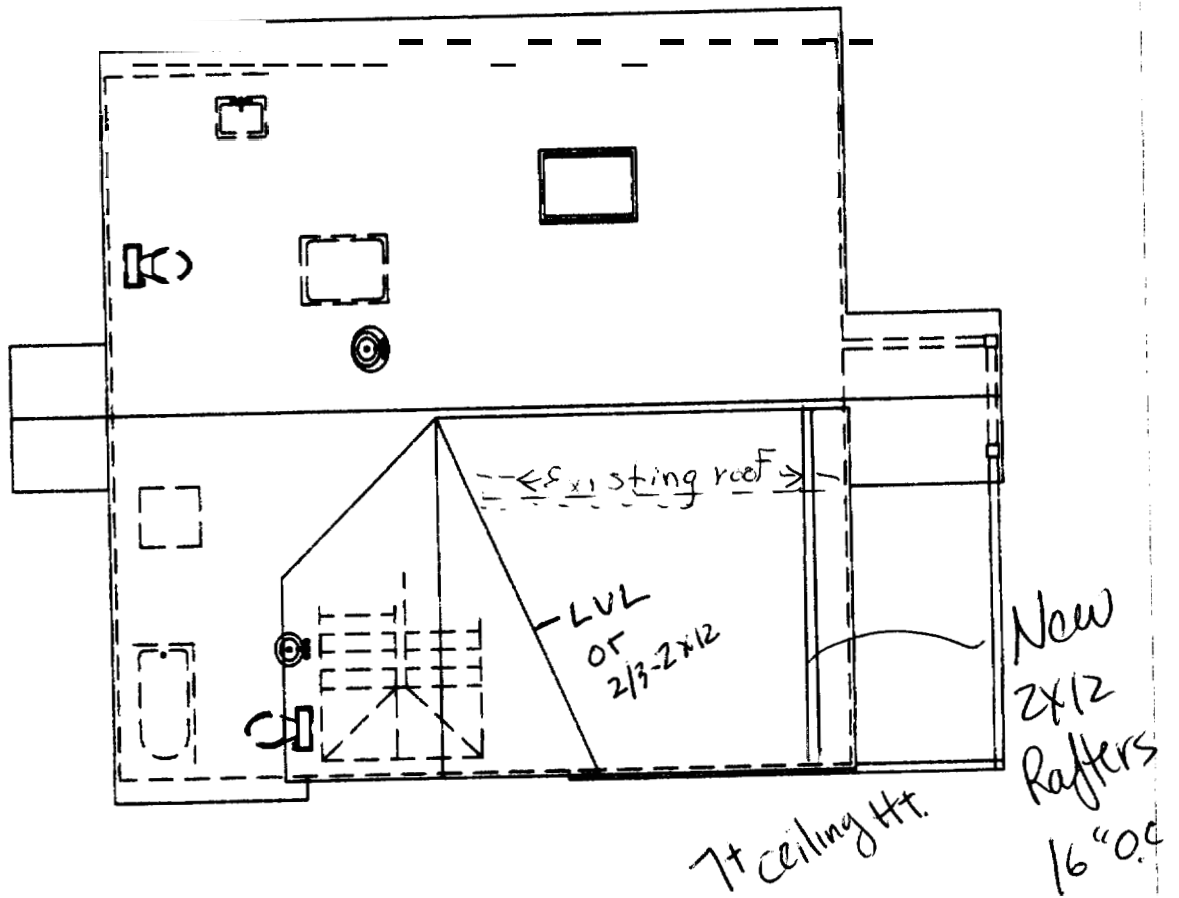 Existing roof
LVL
or
2/3-2x12
New
2x12
Rafters
16" O.C
7+ ceiling Ht.